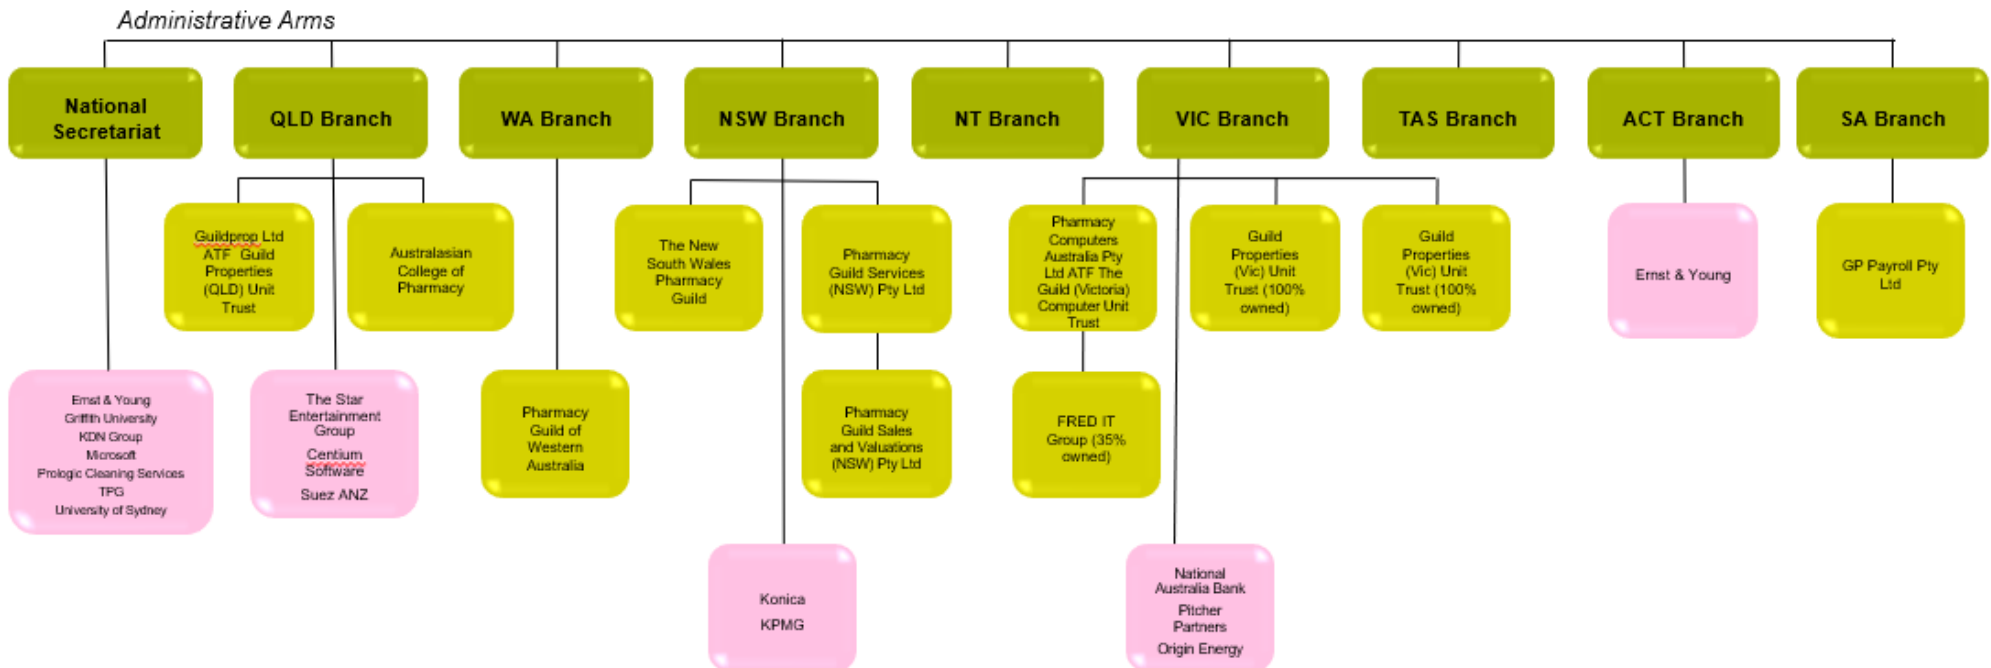 Administrative Arms
National
Secretariat
QLD Branch
WA Branch
NSW Branch
NT Branch
VIC Branch
TAS Branch
ACT Branch
SA Branch
Guildprop Ltd
ATF Guild
Properties
(QLD) Unit
Trust
Australasian
College of
Pharmacy
The New
South Wales
Pharmacy
Guild
Pharmacy
Guild Services
(NSW) Pty Ltd
Pharmacy
Computers
Australia Pty
Ltd ATF The
Guild (Victoria)
Computer Unit
Trust
Guild
Properties
(Vic) Unit
Trust (100%
owned)
Guild
Properties
(Vic) Unit
Trust (100%
owned)
Ernst & Young
GP Payroll Pty
Ltd
Ernst & Young
Griffith University
KDN Group
Microsoft
Prologic Cleaning Services
TPG
University of Sydney
The Star
Entertainment
Group
Centium
Software
Suez ANZ
Pharmacy
Guild of
Western
Australia
Pharmacy
Guild Sales
and Valuations
(NSW) Pty Ltd
FRED IT
Group (35%
owned)
Konica
KPMG
National
Australia Bank
Pitcher
Partners
Origin Energy